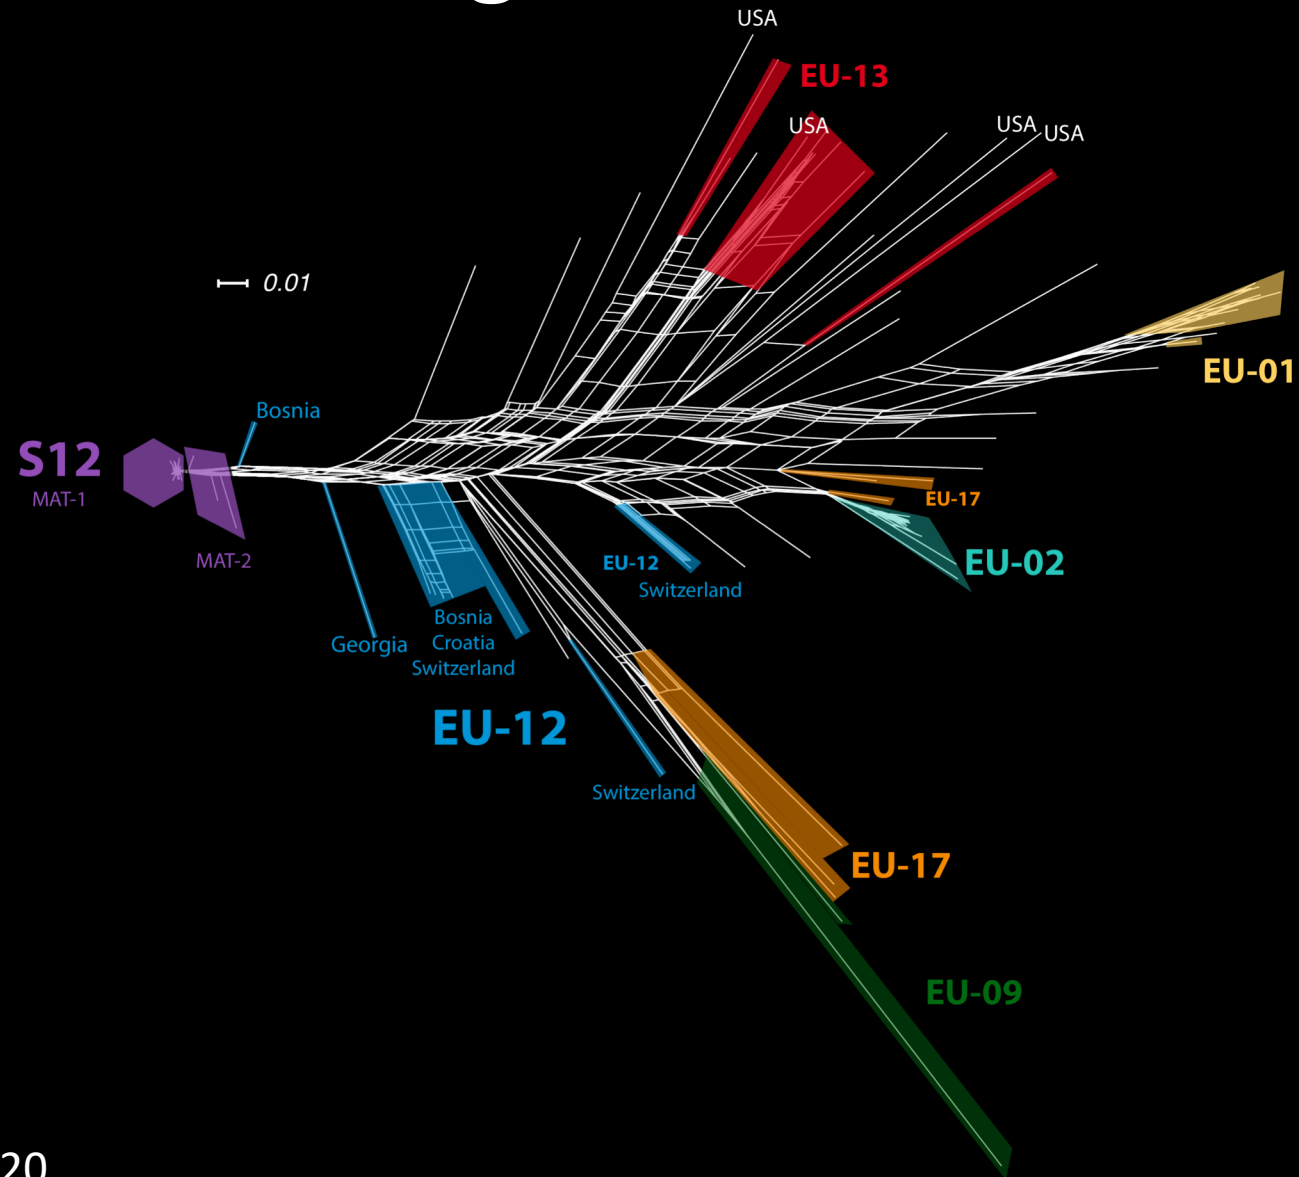 USA
EU-13
USA
USA
USA
0.01
EU-01
Bosnia
S12
MAT-1
MAT-2
EU-17
EU-12
Switzerland
EU-02
Georgia
Bosnia
Croatia
Switzerland
EU-12
Switzerland
EU-17
EU-09
20